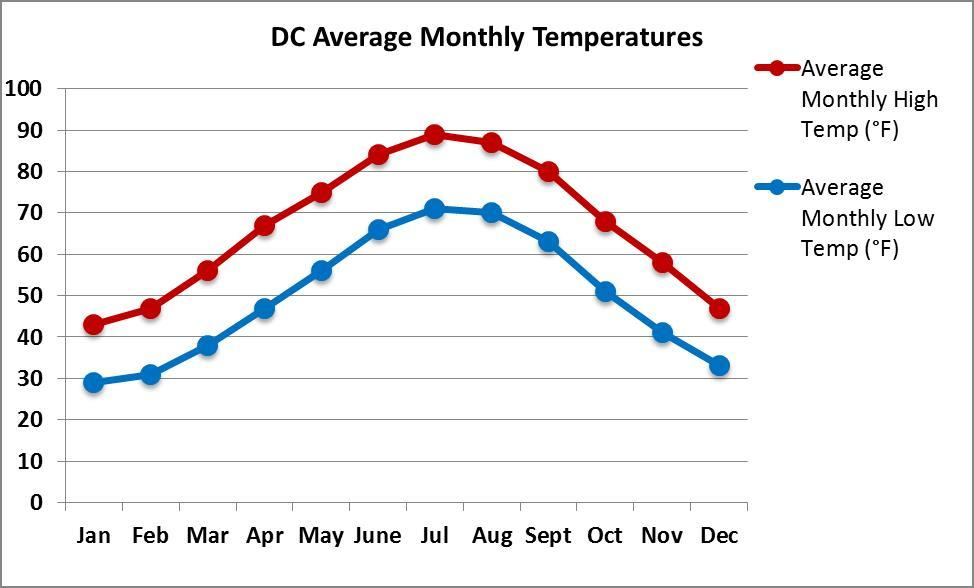 DC Average Monthly Temperatures
Average
Monthly High
Temp (°F)
Average
Monthly Low
Temp (°F)
100
90
80
70
60
50
40
30
20
10
0
Jan Feb Mar Apr May June Jul Aug Sept Oct Nov Dec